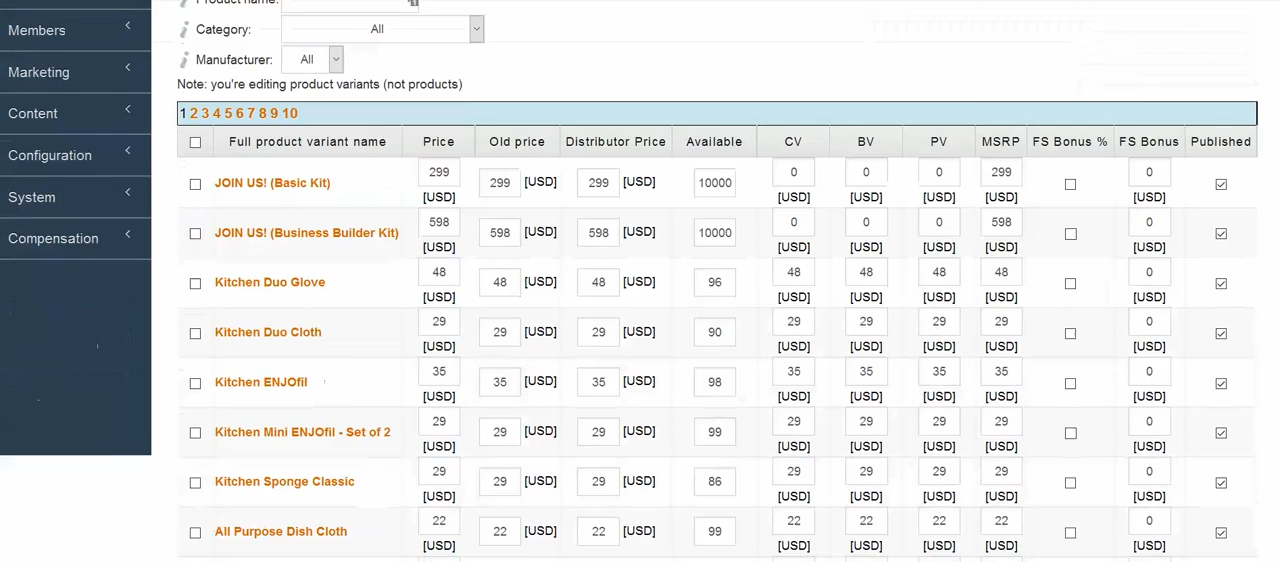 Product name:
Members
Category: All
Manufacturer: All
Marketing
Note: you're editing product variants (not products)
Content
1 2 3 4 5 6 7 8 9 10
Full product variant name Price Old price Distributor Price Available CV BV PV MSRP FS Bonus % FS Bonus Published
Configuration
JOIN US! (Basic Kit) 299 [USD] 299 [USD] 299 [USD] 10000 0 [USD] 0 [USD] 0 [USD] 299 [USD] 0 [USD]
System
JOIN US! (Business Builder Kit) 598 [USD] 598 [USD] 598 [USD] 10000 0 [USD] 0 [USD] 0 [USD] 598 [USD] 0 [USD]
Compensation
Kitchen Duo Glove 48 [USD] 48 [USD] 48 [USD] 96 48 [USD] 48 [USD] 48 [USD] 48 [USD] 0 [USD]
Kitchen Duo Cloth 29 [USD] 29 [USD] 29 [USD] 90 29 [USD] 29 [USD] 29 [USD] 29 [USD] 0 [USD]
Kitchen ENJOfil 35 [USD] 35 [USD] 35 [USD] 98 35 [USD] 35 [USD] 35 [USD] 35 [USD] 0 [USD]
Kitchen Mini ENJOfil - Set of 2 29 [USD] 29 [USD] 29 [USD] 99 29 [USD] 29 [USD] 29 [USD] 29 [USD] 0 [USD]
Kitchen Sponge Classic 29 [USD] 29 [USD] 29 [USD] 86 29 [USD] 29 [USD] 29 [USD] 29 [USD] 0 [USD]
All Purpose Dish Cloth 22 [USD] 22 [USD] 22 [USD] 99 22 [USD] 22 [USD] 22 [USD] 22 [USD] 0 [USD]